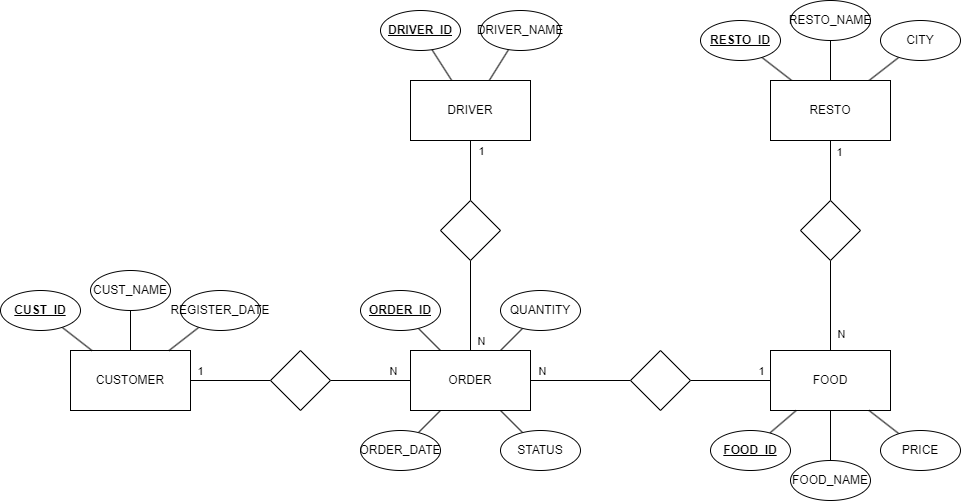 DRIVER_ID
DRIVER_NAME
RESTO_ID
RESTO_NAME
CITY
DRIVER
RESTO
1
1
CUST_ID
CUST_NAME
REGISTER_DATE
ORDER_ID
QUANTITY
N
N
CUSTOMER
1
N
ORDER
N
1
FOOD
ORDER_DATE
STATUS
FOOD_ID
FOOD_NAME
PRICE